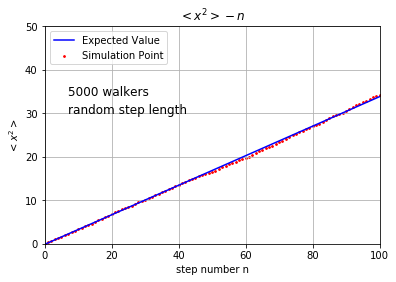 <x²> − n
Expected Value
Simulation Point
5000 walkers
random step length
<x²>
50
40
30
20
10
0
0 20 40 60 80 100
step number n